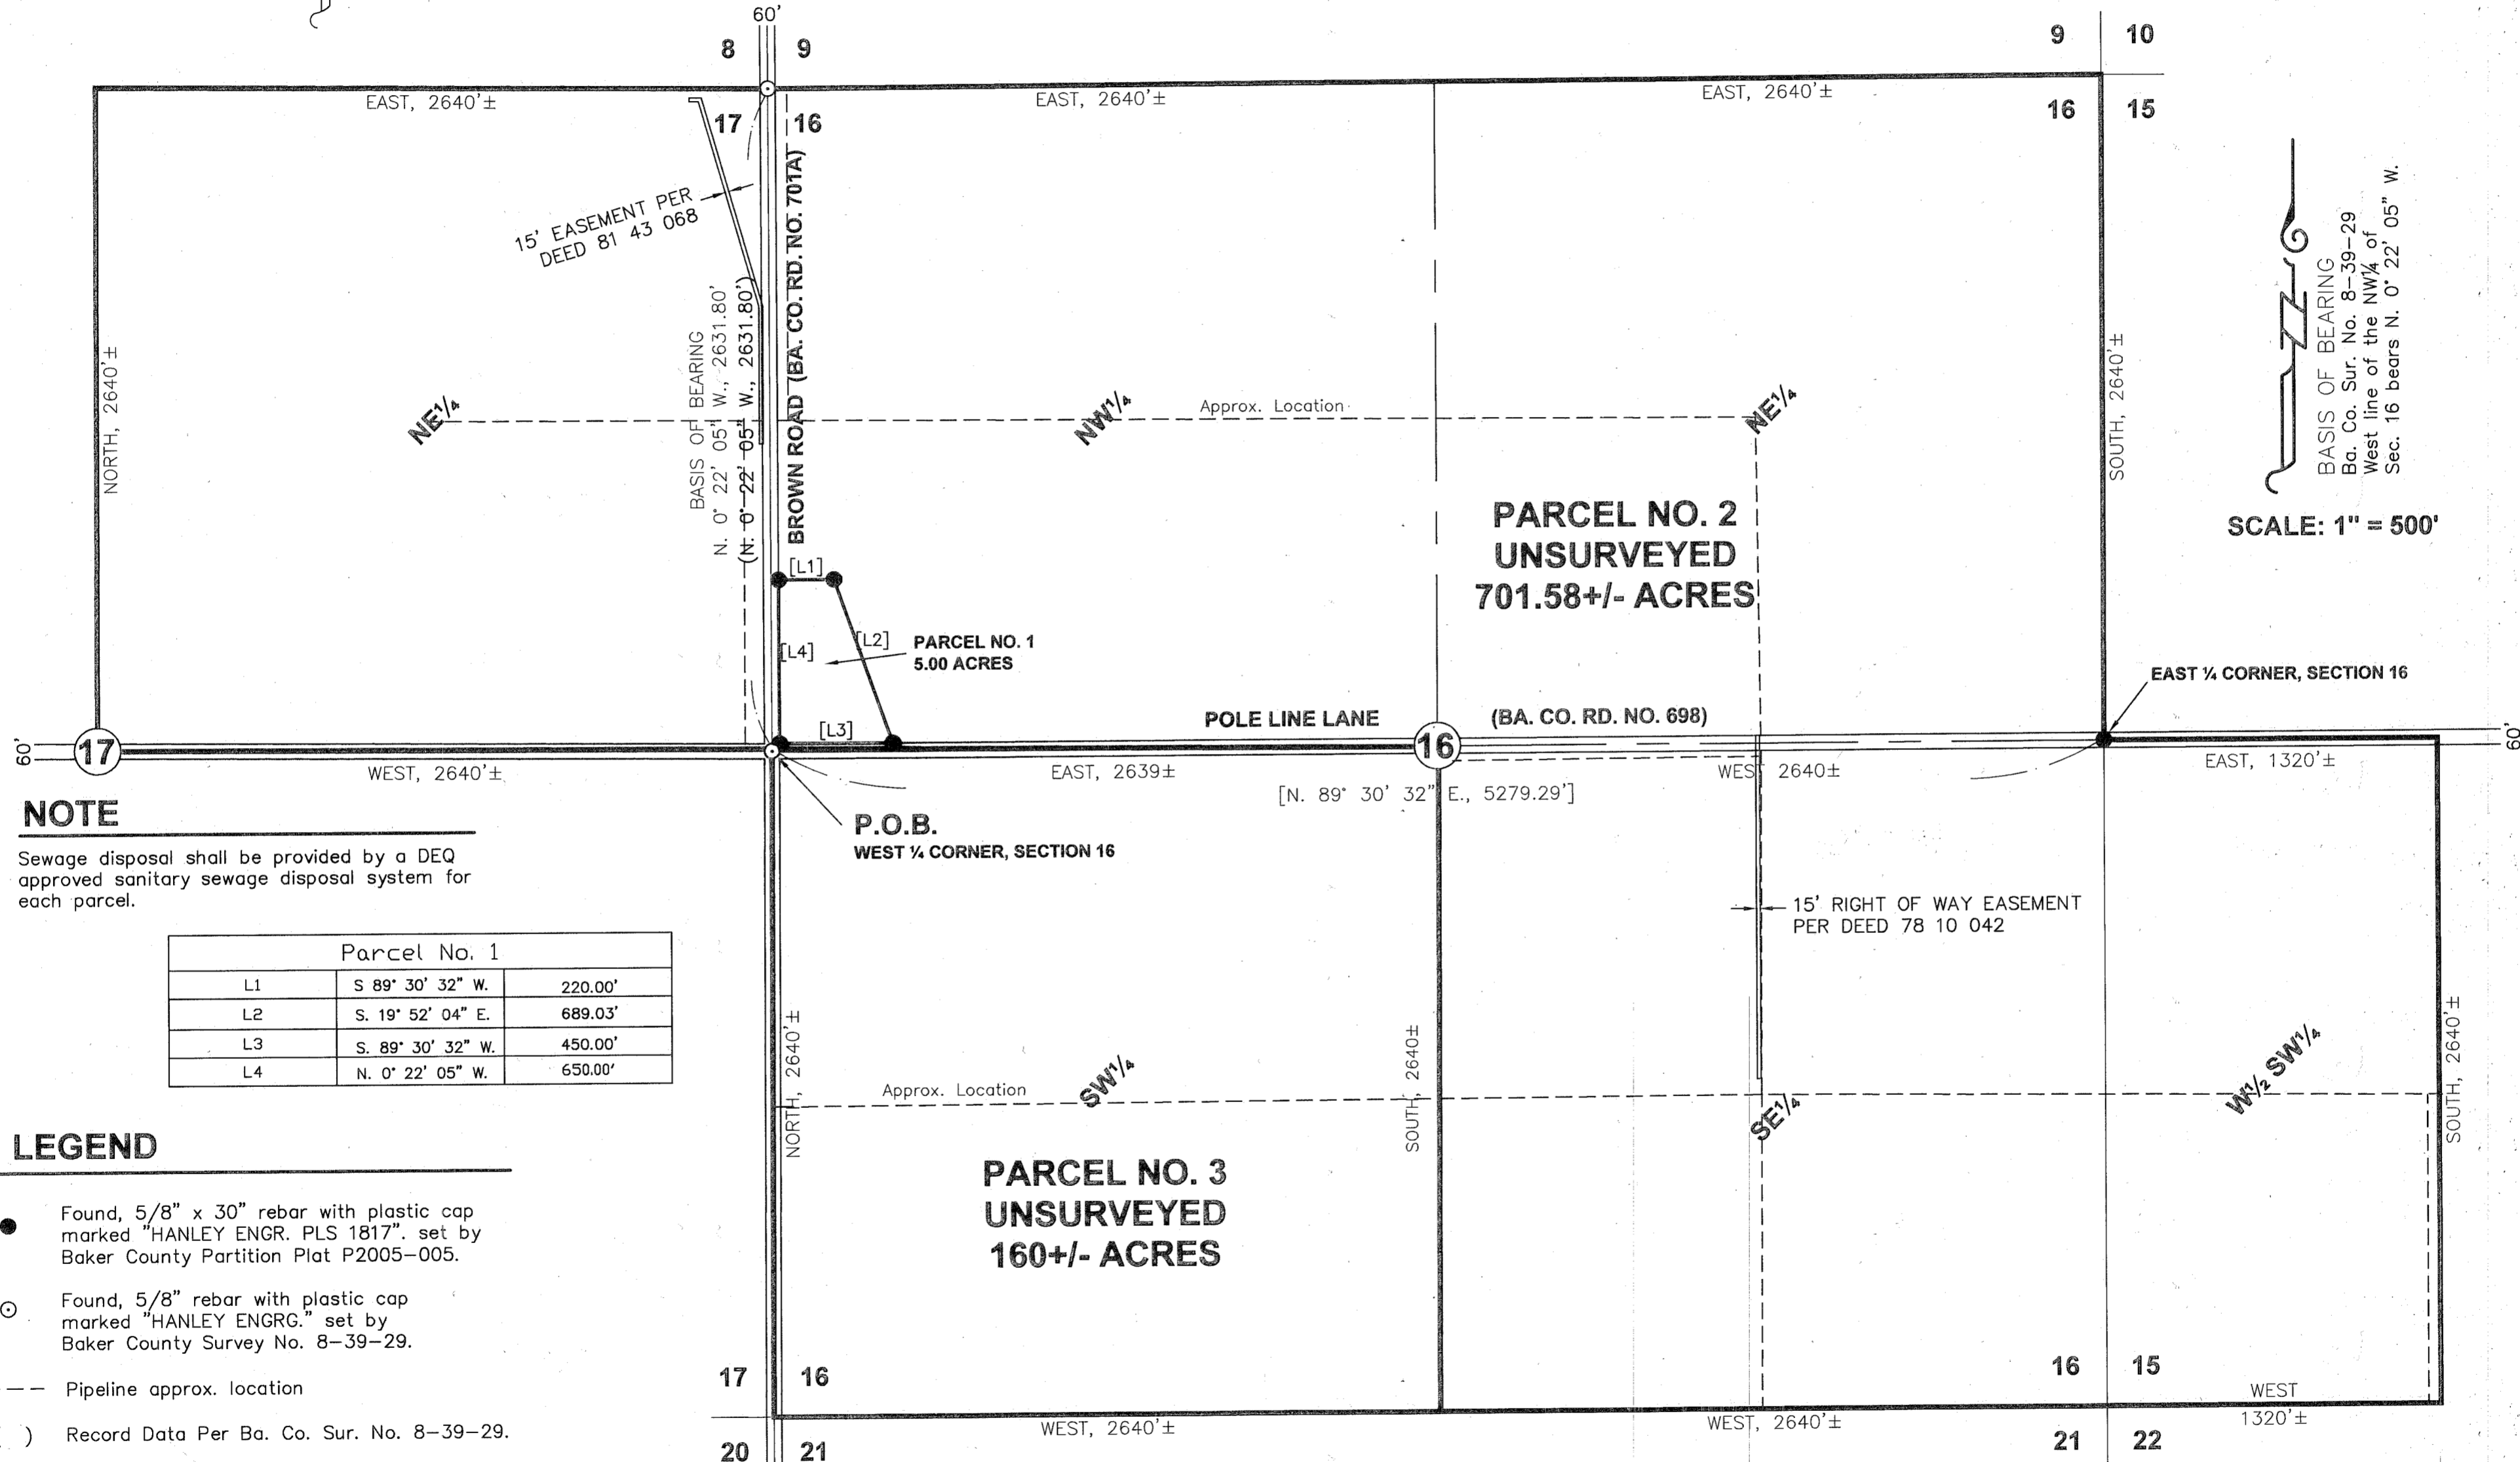 60'
8
9
9
10
EAST, 2640'±
EAST, 2640'±
EAST, 2640'±
17
16
16
15
15' EASEMENT PER
DEED 81 43 068
BROWN ROAD (BA. CO. RD. NO. 701A)
BASIS OF BEARING
N. 0° 22' 05" W., 2631.80'
(N. 0° 22' 05" W., 2631.80')
NORTH, 2640'±
NE¼
NW¼
Approx. Location
NE¼
SOUTH, 2640'±
N
BASIS OF BEARING
Ba. Co. Sur. No. 8-39-29
West line of the NW¼ of
Sec. 16 bears N. 0° 22' 05" W.
SCALE: 1" = 500'
PARCEL NO. 2
UNSURVEYED
701.58+/- ACRES
[L1]
[L2]
[L4]
PARCEL NO. 1
5.00 ACRES
[L3]
EAST ¼ CORNER, SECTION 16
POLE LINE LANE
(BA. CO. RD. NO. 698)
60'
17
16
60'
WEST, 2640'±
EAST, 2639±
WEST 2640±
EAST, 1320'±
[N. 89° 30' 32" E., 5279.29']
P.O.B.
WEST ¼ CORNER, SECTION 16
NOTE
Sewage disposal shall be provided by a DEQ
approved sanitary sewage disposal system for
each parcel.
15' RIGHT OF WAY EASEMENT
PER DEED 78 10 042
Parcel No. 1
L1 S 89° 30' 32" W. 220.00'
L2 S. 19° 52' 04" E. 689.03'
L3 S. 89° 30' 32" W. 450.00'
L4 N. 0° 22' 05" W. 650.00'
NORTH, 2640'±
Approx. Location
SW¼
SOUTH, 2640±
SE¼
W½ SW¼
SOUTH, 2640'±
PARCEL NO. 3
UNSURVEYED
160+/- ACRES
LEGEND
Found, 5/8" x 30" rebar with plastic cap
marked "HANLEY ENGR. PLS 1817". set by
Baker County Partition Plat P2005-005.
Found, 5/8" rebar with plastic cap
marked "HANLEY ENGRG." set by
Baker County Survey No. 8-39-29.
Pipeline approx. location
) Record Data Per Ba. Co. Sur. No. 8-39-29.
17
16
16
15
WEST, 2640'±
WEST, 2640'±
WEST
1320'±
20
21
21
22